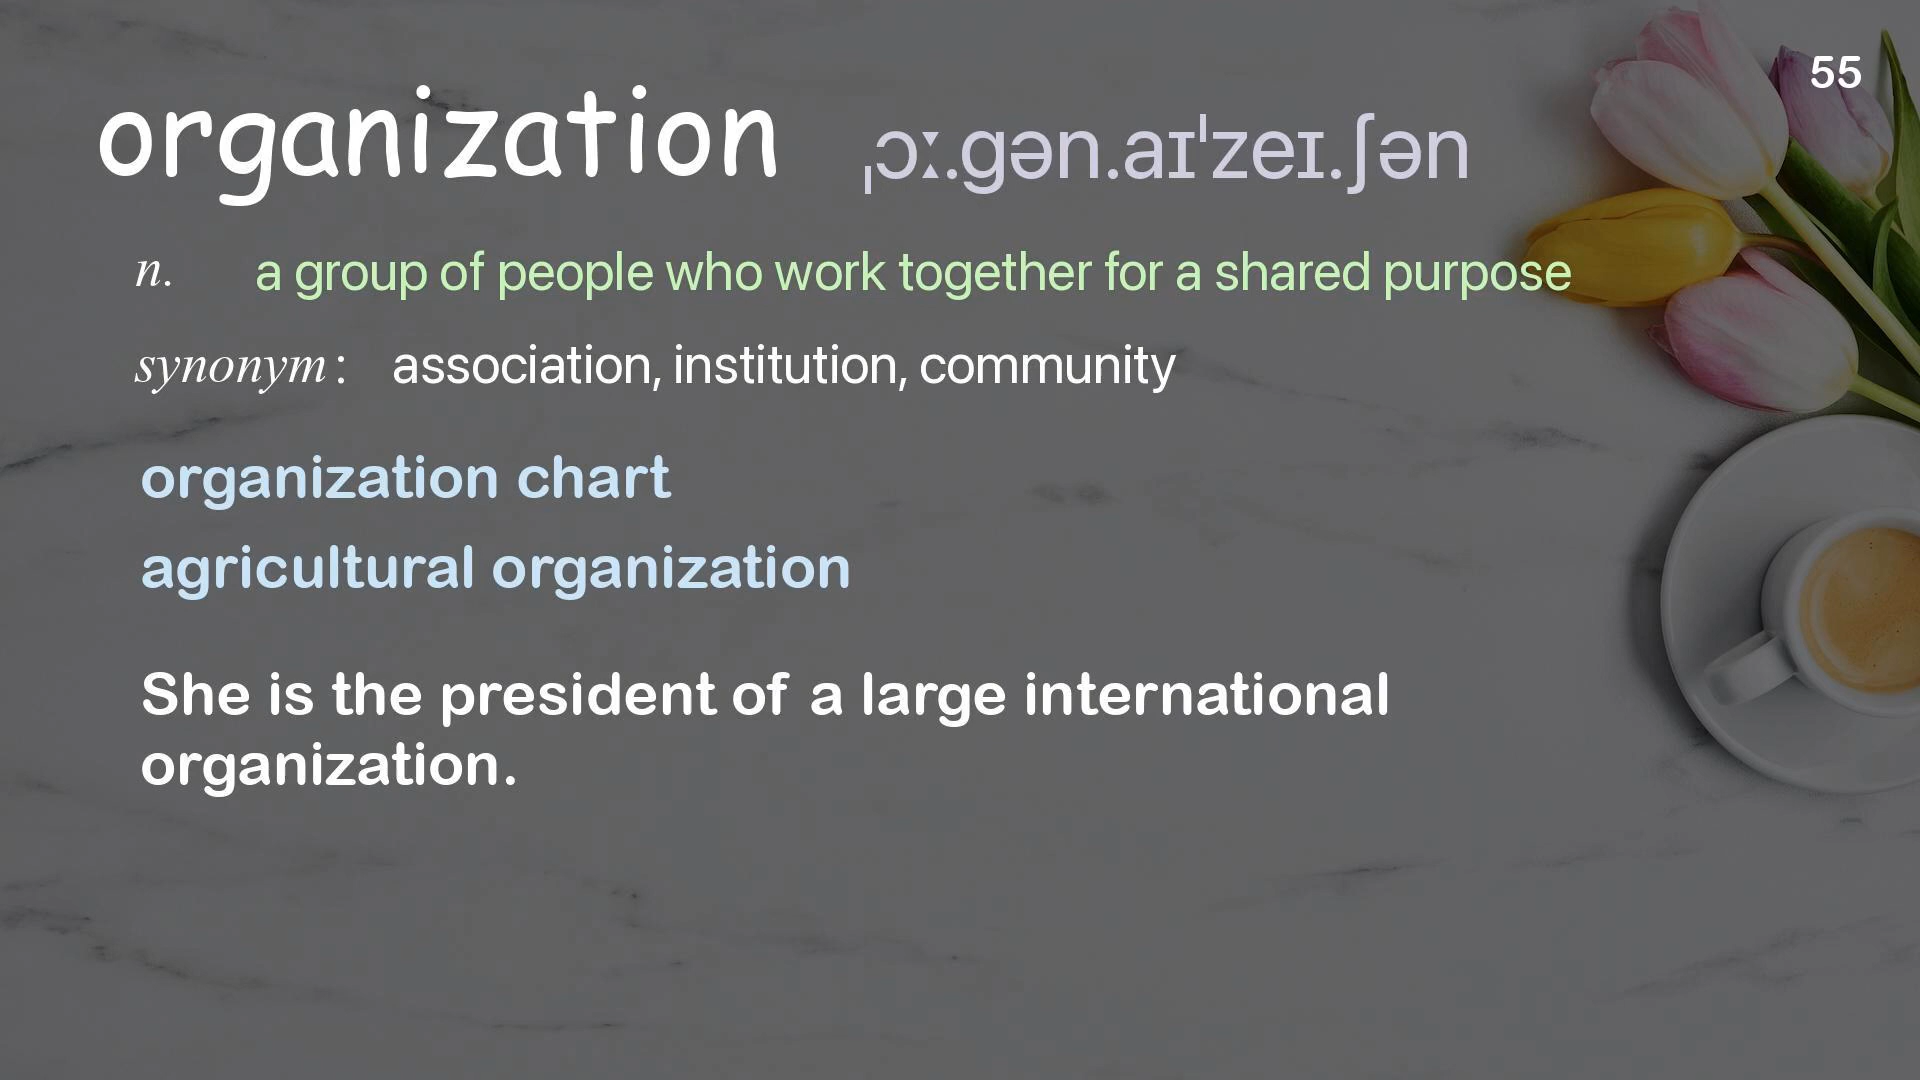 55
organization ˌɔː.ɡən.aɪˈzeɪ.ʃən
n. a group of people who work together for a shared purpose
synonym: association, institution, community
organization chart
agricultural organization
She is the president of a large international
organization.